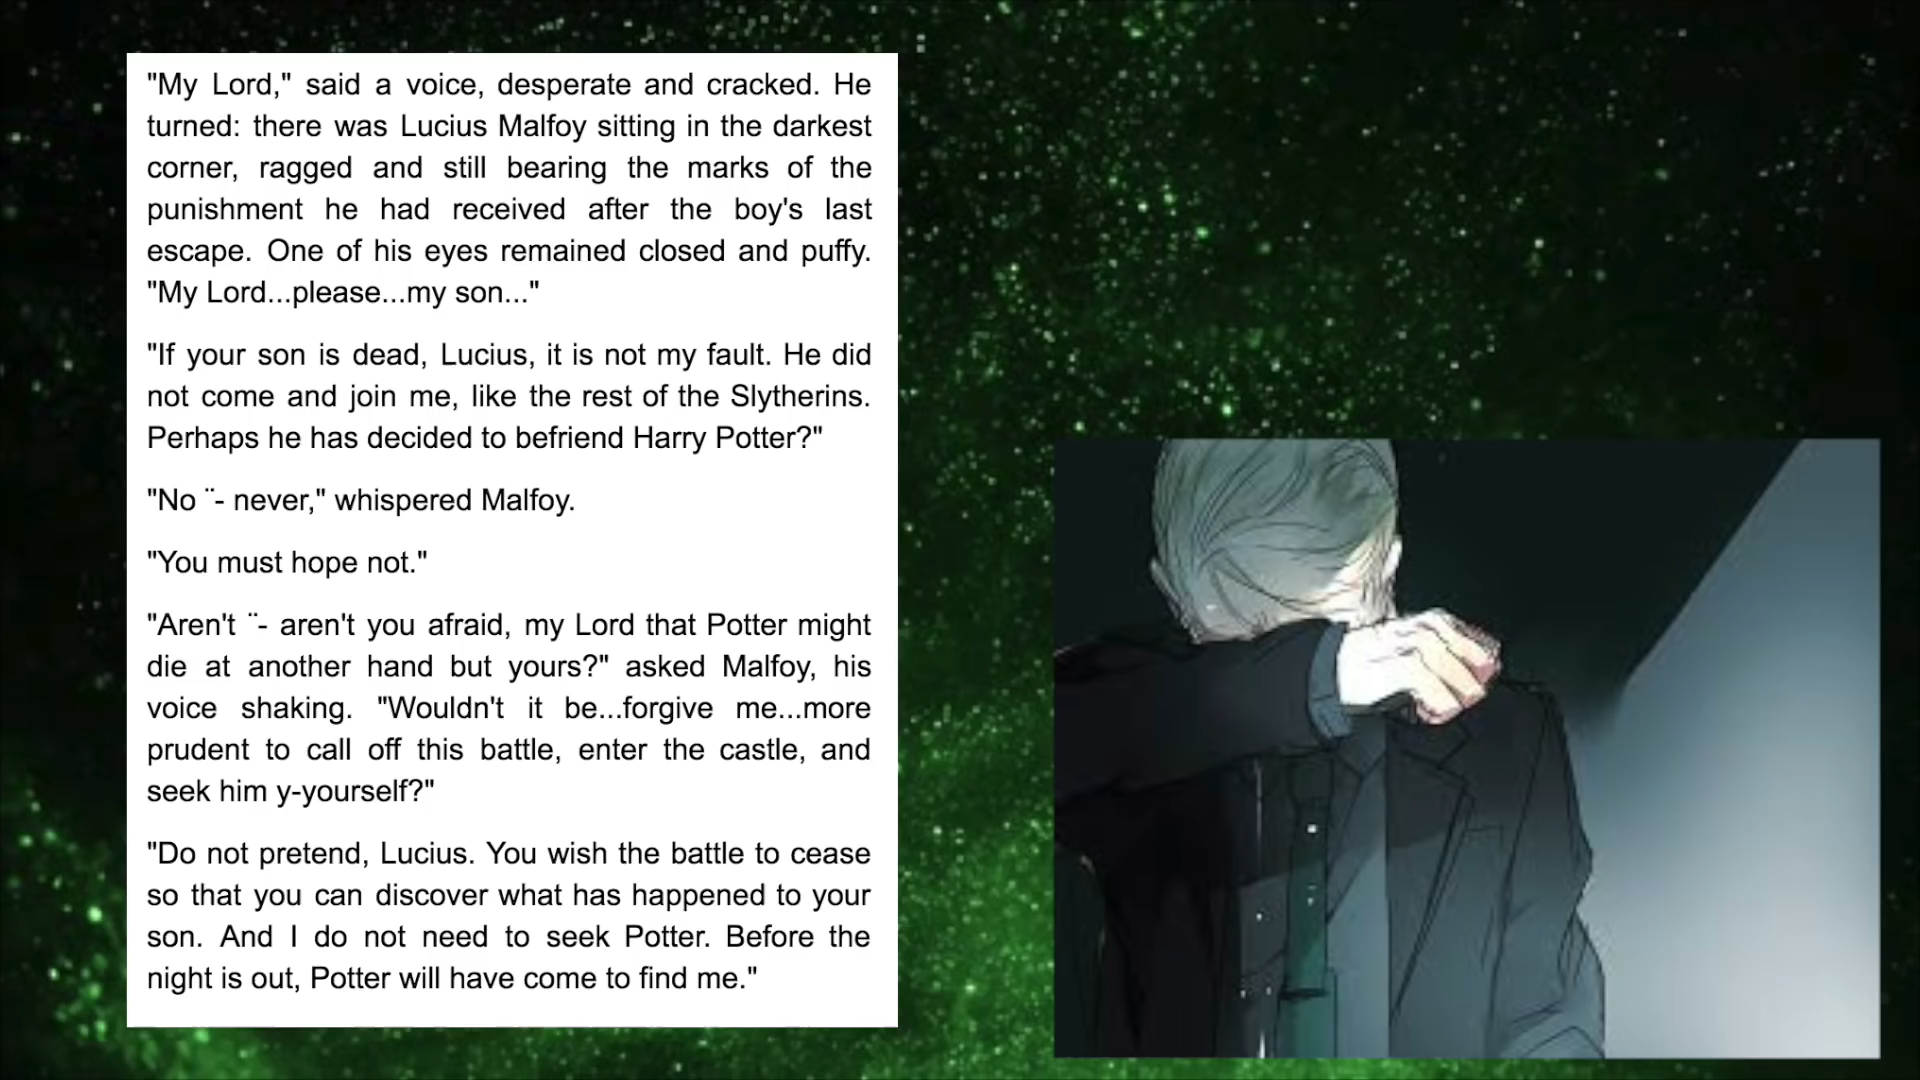 "My Lord," said a voice, desperate and cracked. He
turned: there was Lucius Malfoy sitting in the darkest
corner, ragged and still bearing the marks of the
punishment he had received after the boy's last
escape. One of his eyes remained closed and puffy.
"My Lord...please...my son..."
"If your son is dead, Lucius, it is not my fault. He did
not come and join me, like the rest of the Slytherins.
Perhaps he has decided to befriend Harry Potter?"
"No ¨- never," whispered Malfoy.
"You must hope not."
"Aren't ¨- aren't you afraid, my Lord that Potter might
die at another hand but yours?" asked Malfoy, his
voice shaking. "Wouldn't it be...forgive me...more
prudent to call off this battle, enter the castle, and
seek him y-yourself?"
"Do not pretend, Lucius. You wish the battle to cease
so that you can discover what has happened to your
son. And I do not need to seek Potter. Before the
night is out, Potter will have come to find me."